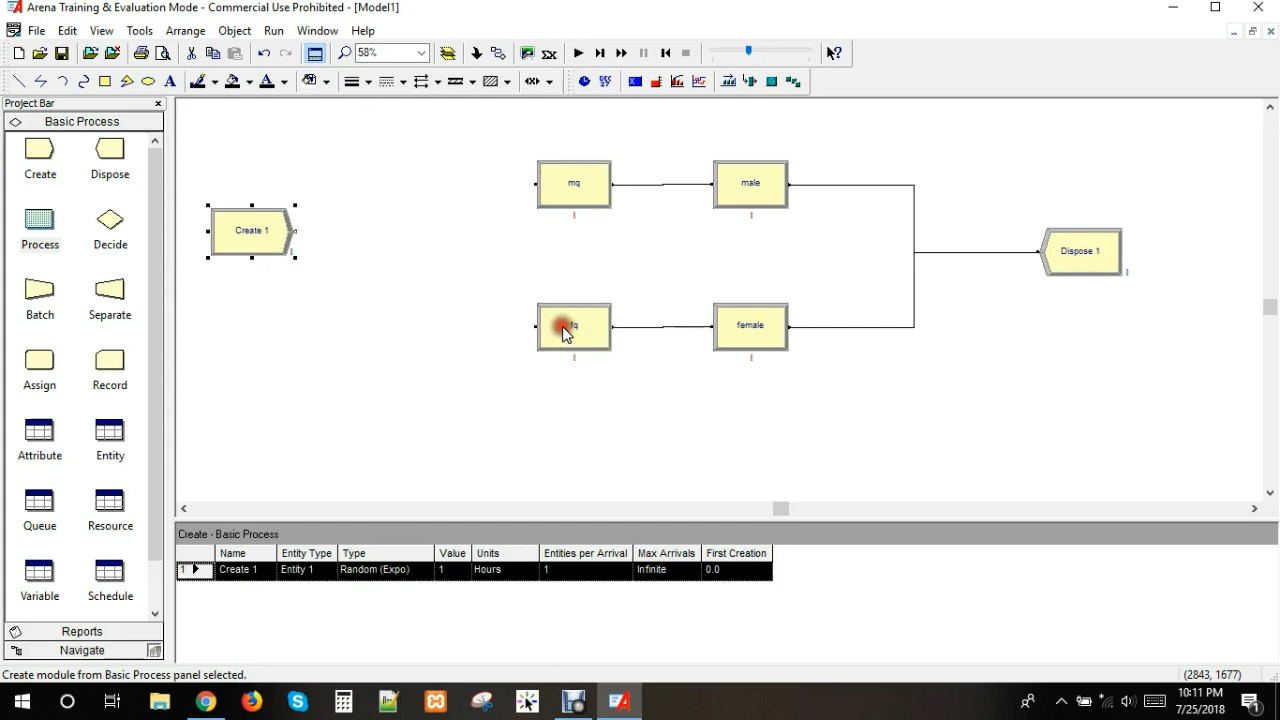 Arena Training & Evaluation Mode - Commercial Use Prohibited - [Model1]
File Edit View Tools Arrange Object Run Window Help
58%
Project Bar
Basic Process
Create Dispose
Process Decide
Batch Separate
Assign Record
Attribute Entity
Queue Resource
Variable Schedule
Reports
Navigate
mq male
Create 1
Dispose 1
female
Create - Basic Process
Name Entity Type Type Value Units Entities per Arrival Max Arrivals First Creation
1 Create 1 Entity 1 Random (Expo) 1 Hours 1 Infinite 0.0
Create module from Basic Process panel selected.
(2843, 1677)
10:11 PM
7/25/2018